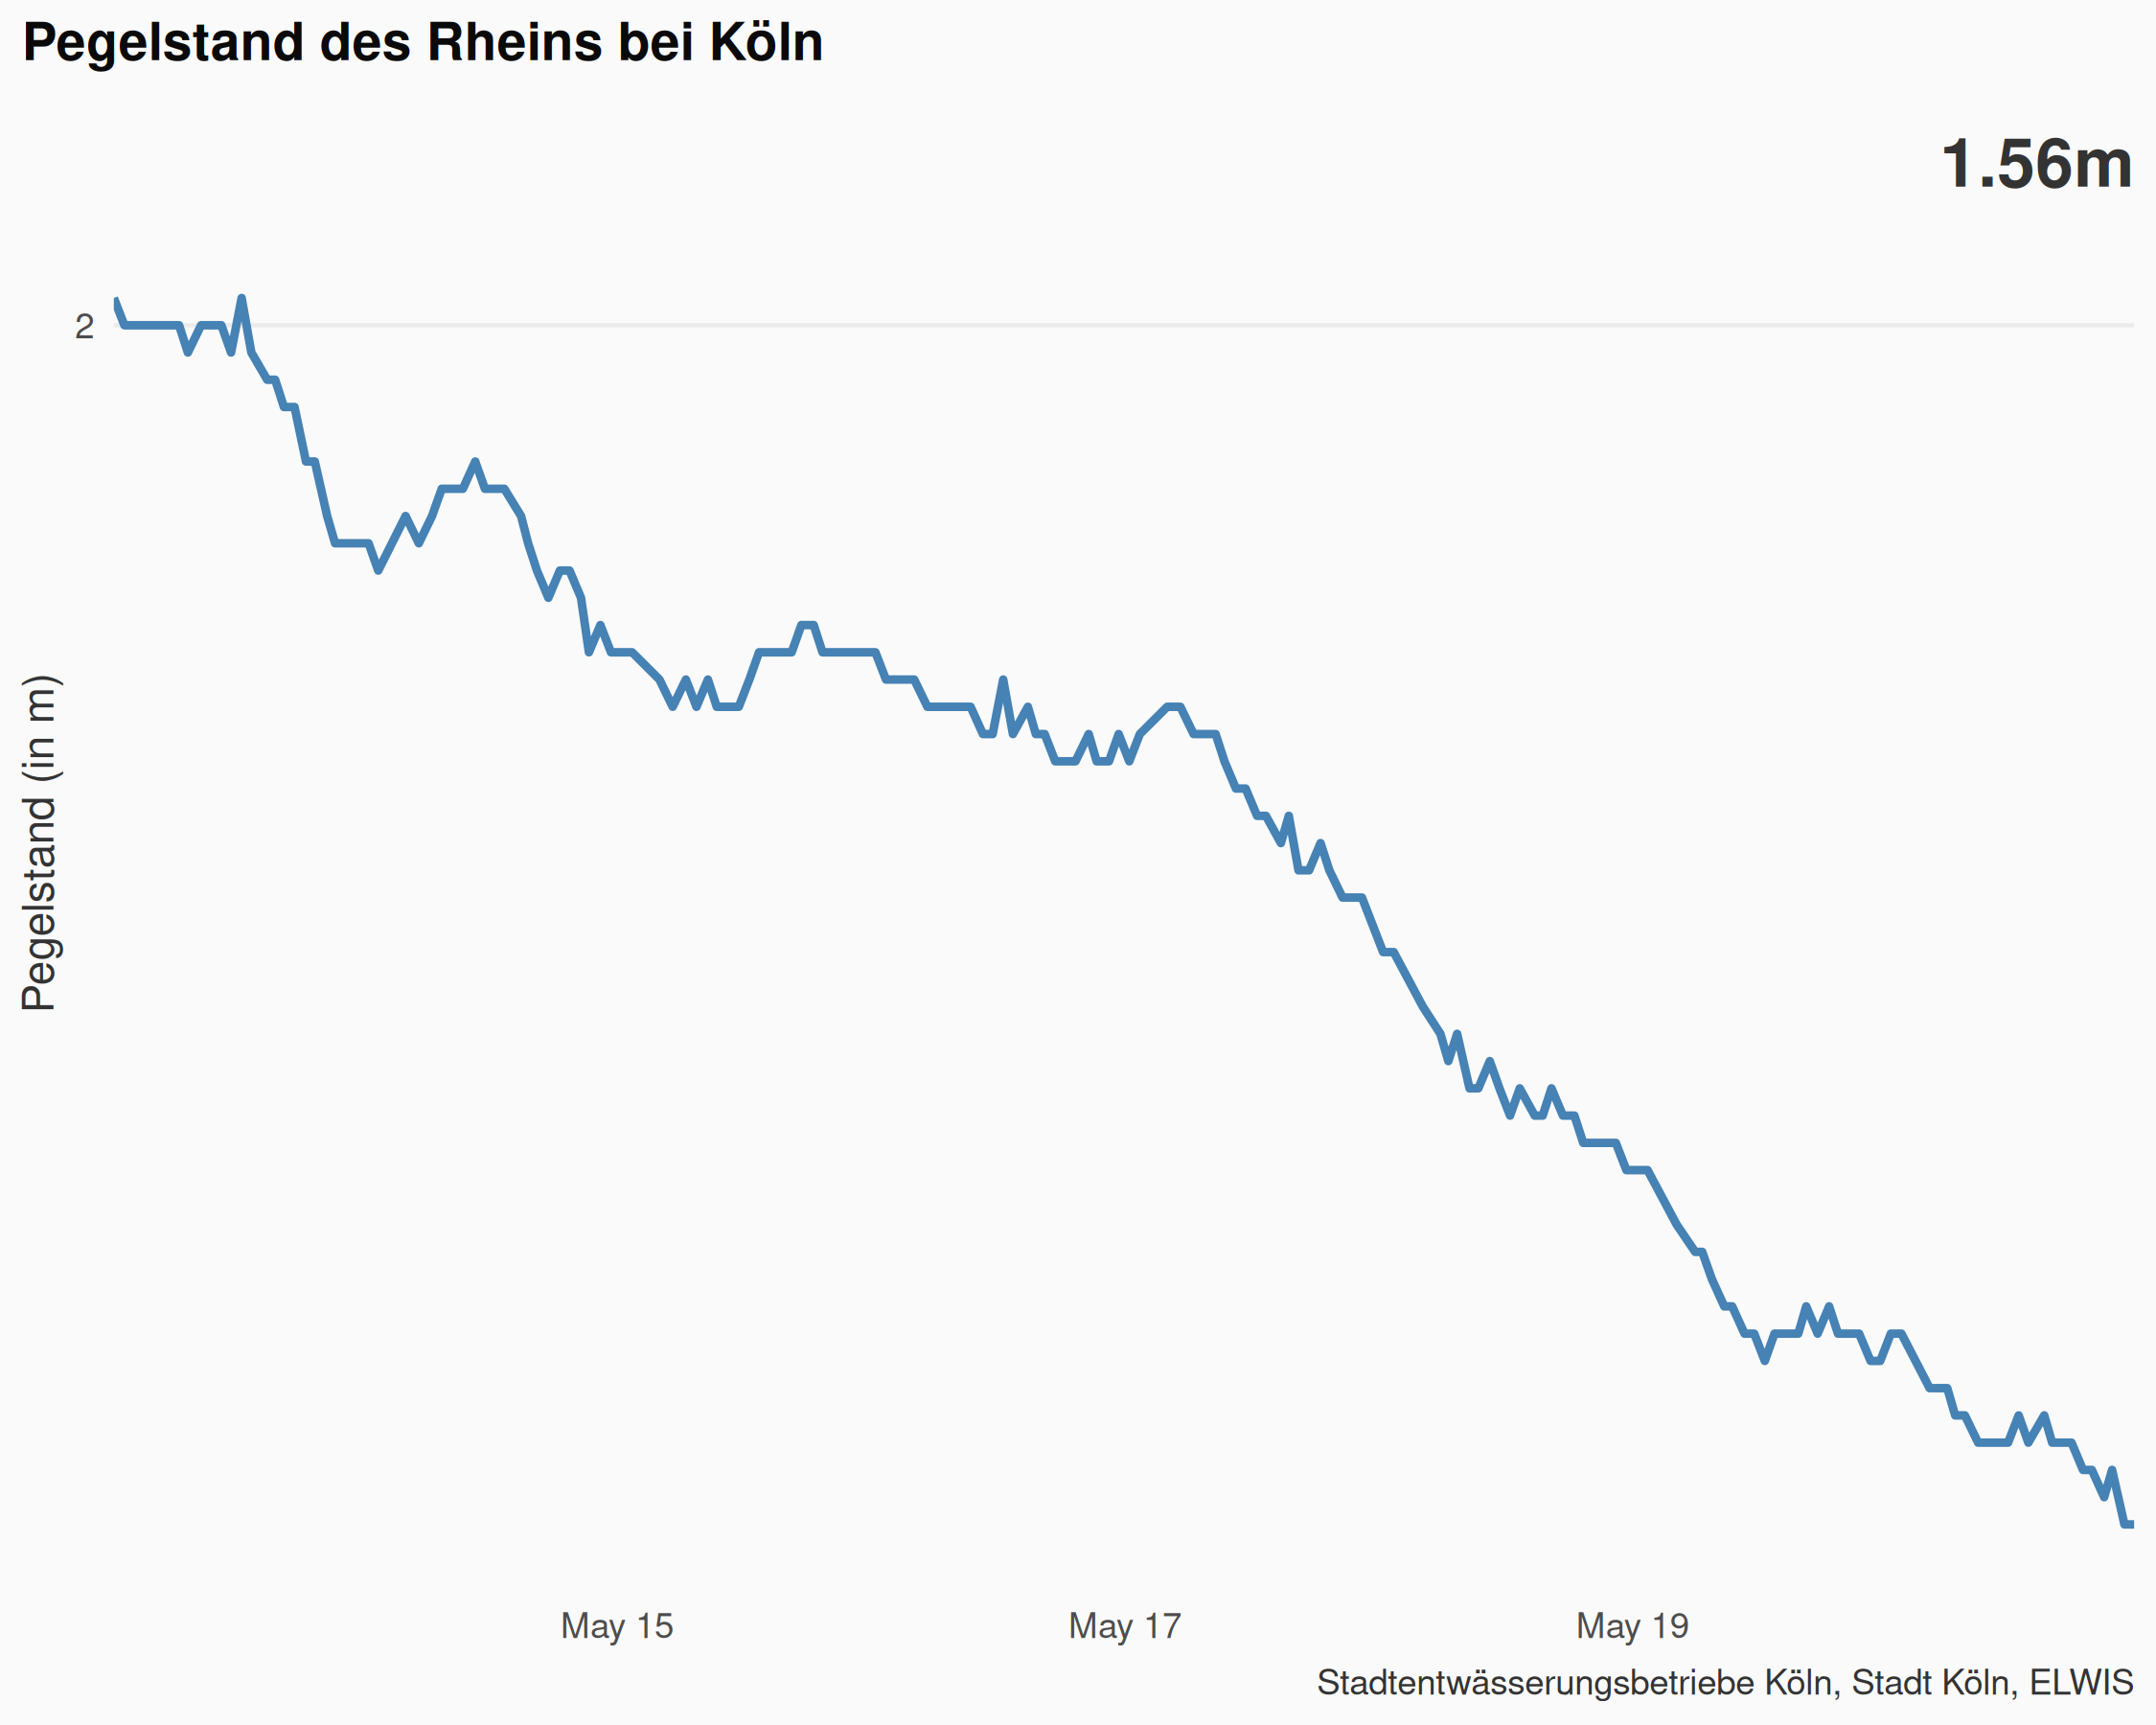 Pegelstand des Rheins bei Köln
1.56m
2
Pegelstand (in m)
May 15
May 17
May 19
Stadtentwässerungsbetriebe Köln, Stadt Köln, ELWIS